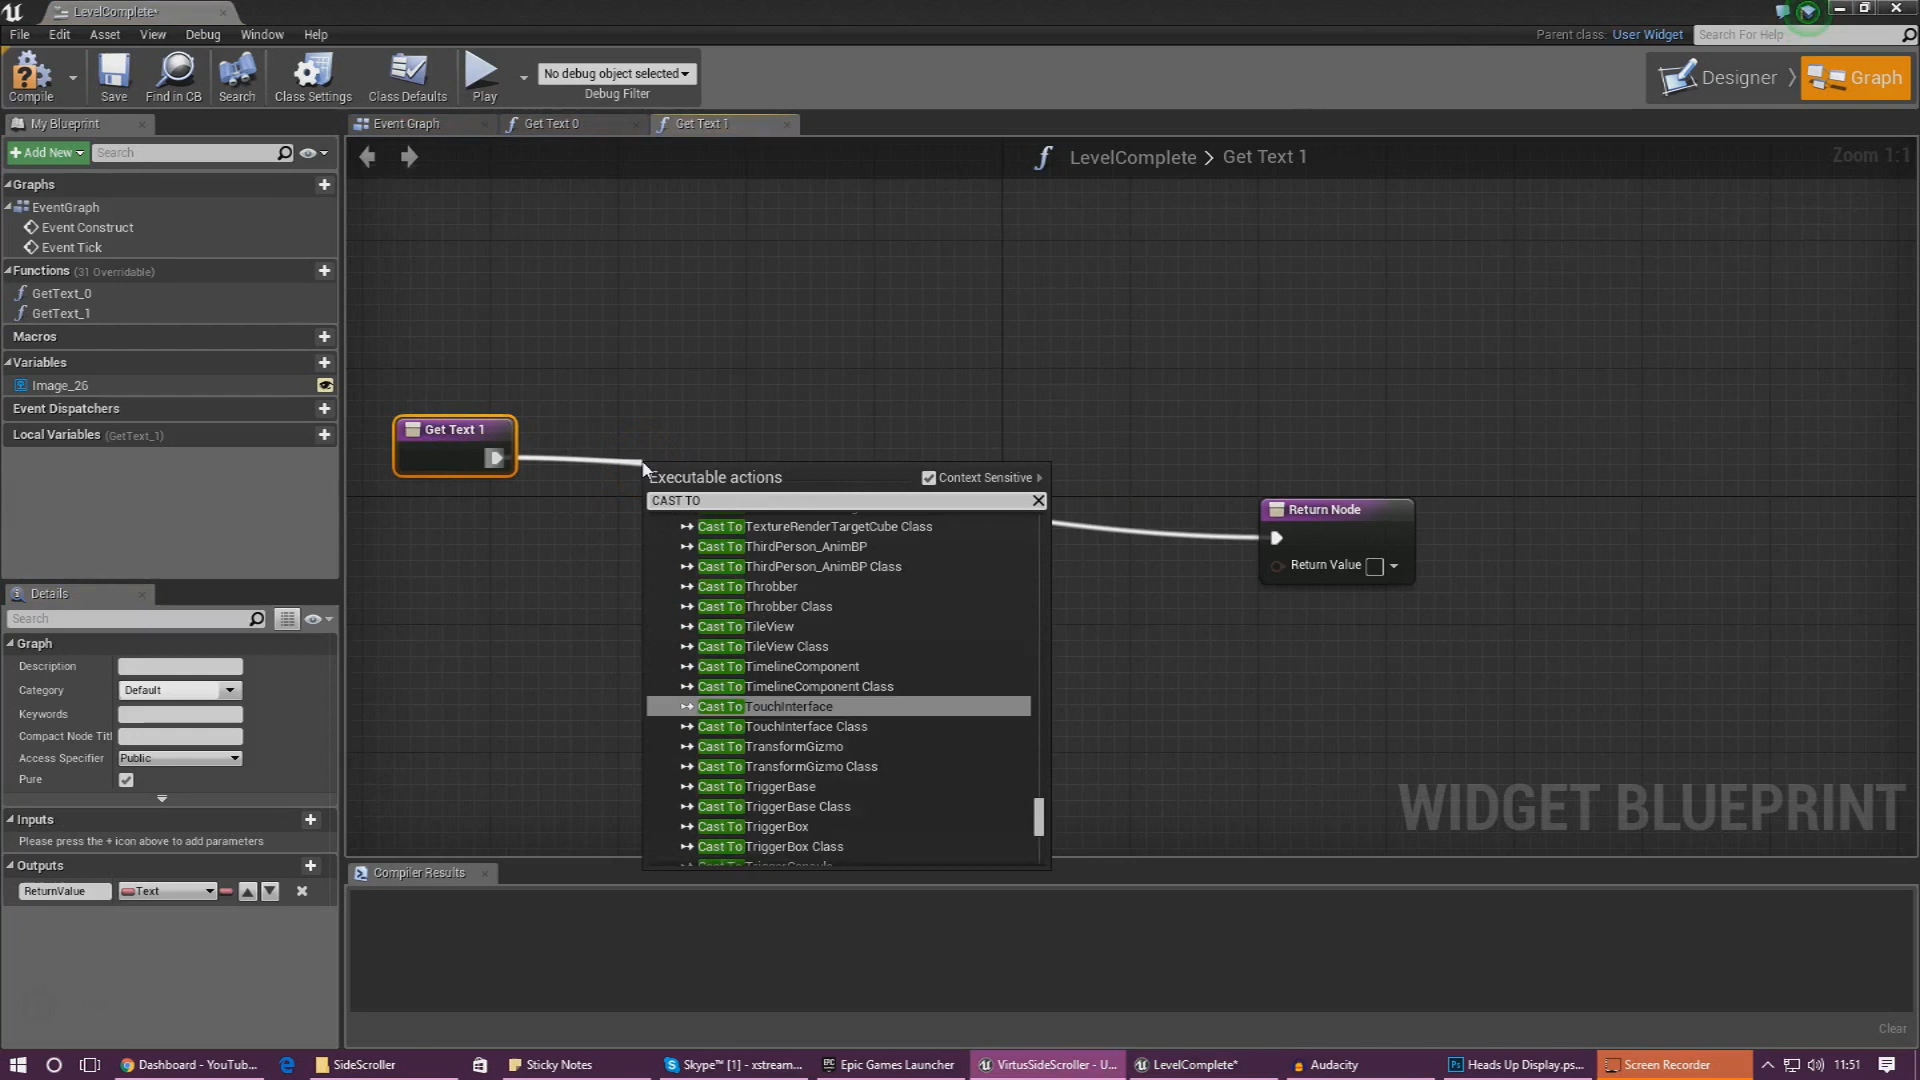 LevelComplete*
File Edit Asset View Debug Window Help
Parent class: User Widget Search For Help
Compile Save Find in CB Search Class Settings Class Defaults Play No debug object selected Debug Filter
Designer Graph
My Blueprint
Event Graph Get Text 0 Get Text 1
Add New Search
LevelComplete > Get Text 1 Zoom 1:1
Graphs
EventGraph
Event Construct
Event Tick
Functions (31 Overridable)
GetText_0
GetText_1
Macros
Variables
Image_26
Event Dispatchers
Local Variables (GetText_1)
Get Text 1
Executable actions Context Sensitive
CAST TO
Cast To TextureRenderTargetCube Class
Cast To ThirdPerson_AnimBP
Cast To ThirdPerson_AnimBP Class
Cast To Throbber
Cast To Throbber Class
Cast To TileView
Cast To TileView Class
Cast To TimelineComponent
Cast To TimelineComponent Class
Cast To TouchInterface
Cast To TouchInterface Class
Cast To TransformGizmo
Cast To TransformGizmo Class
Cast To TriggerBase
Cast To TriggerBase Class
Cast To TriggerBox
Cast To TriggerBox Class
Return Node
Return Value
WIDGET BLUEPRINT
Details
Search
Graph
Description
Category Default
Keywords
Compact Node Titl
Access Specifier Public
Pure
Inputs
Please press the + icon above to add parameters
Outputs
ReturnValue Text
Compiler Results
Clear
Dashboard - YouTub... SideScroller Sticky Notes Skype™ [1] - xstream... Epic Games Launcher VirtusSideScroller - U... LevelComplete* Audacity Heads Up Display.ps... Screen Recorder 11:51